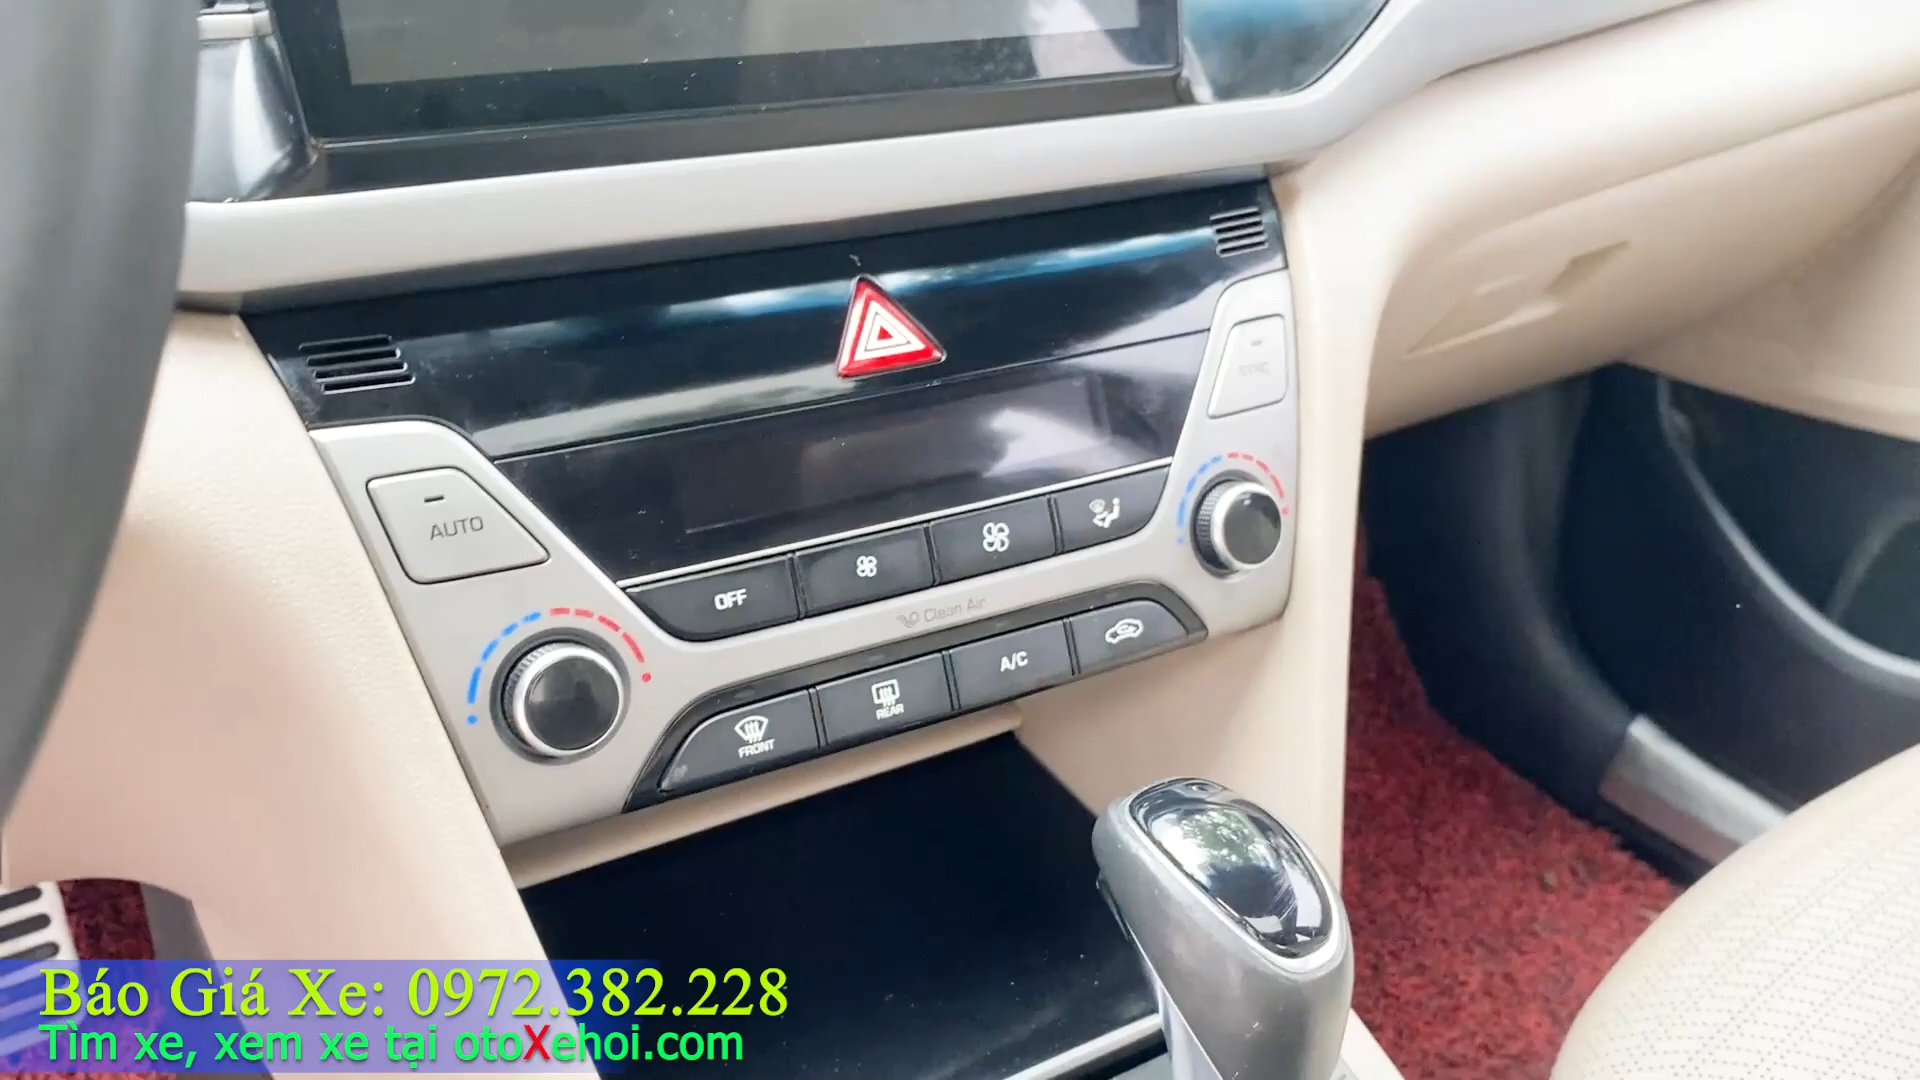 SYNC
AUTO
OFF
Clean Air
A/C
REAR
FRONT
Báo Giá Xe: 0972.382.228
Tìm xe, xem xe tại otoXehoi.com